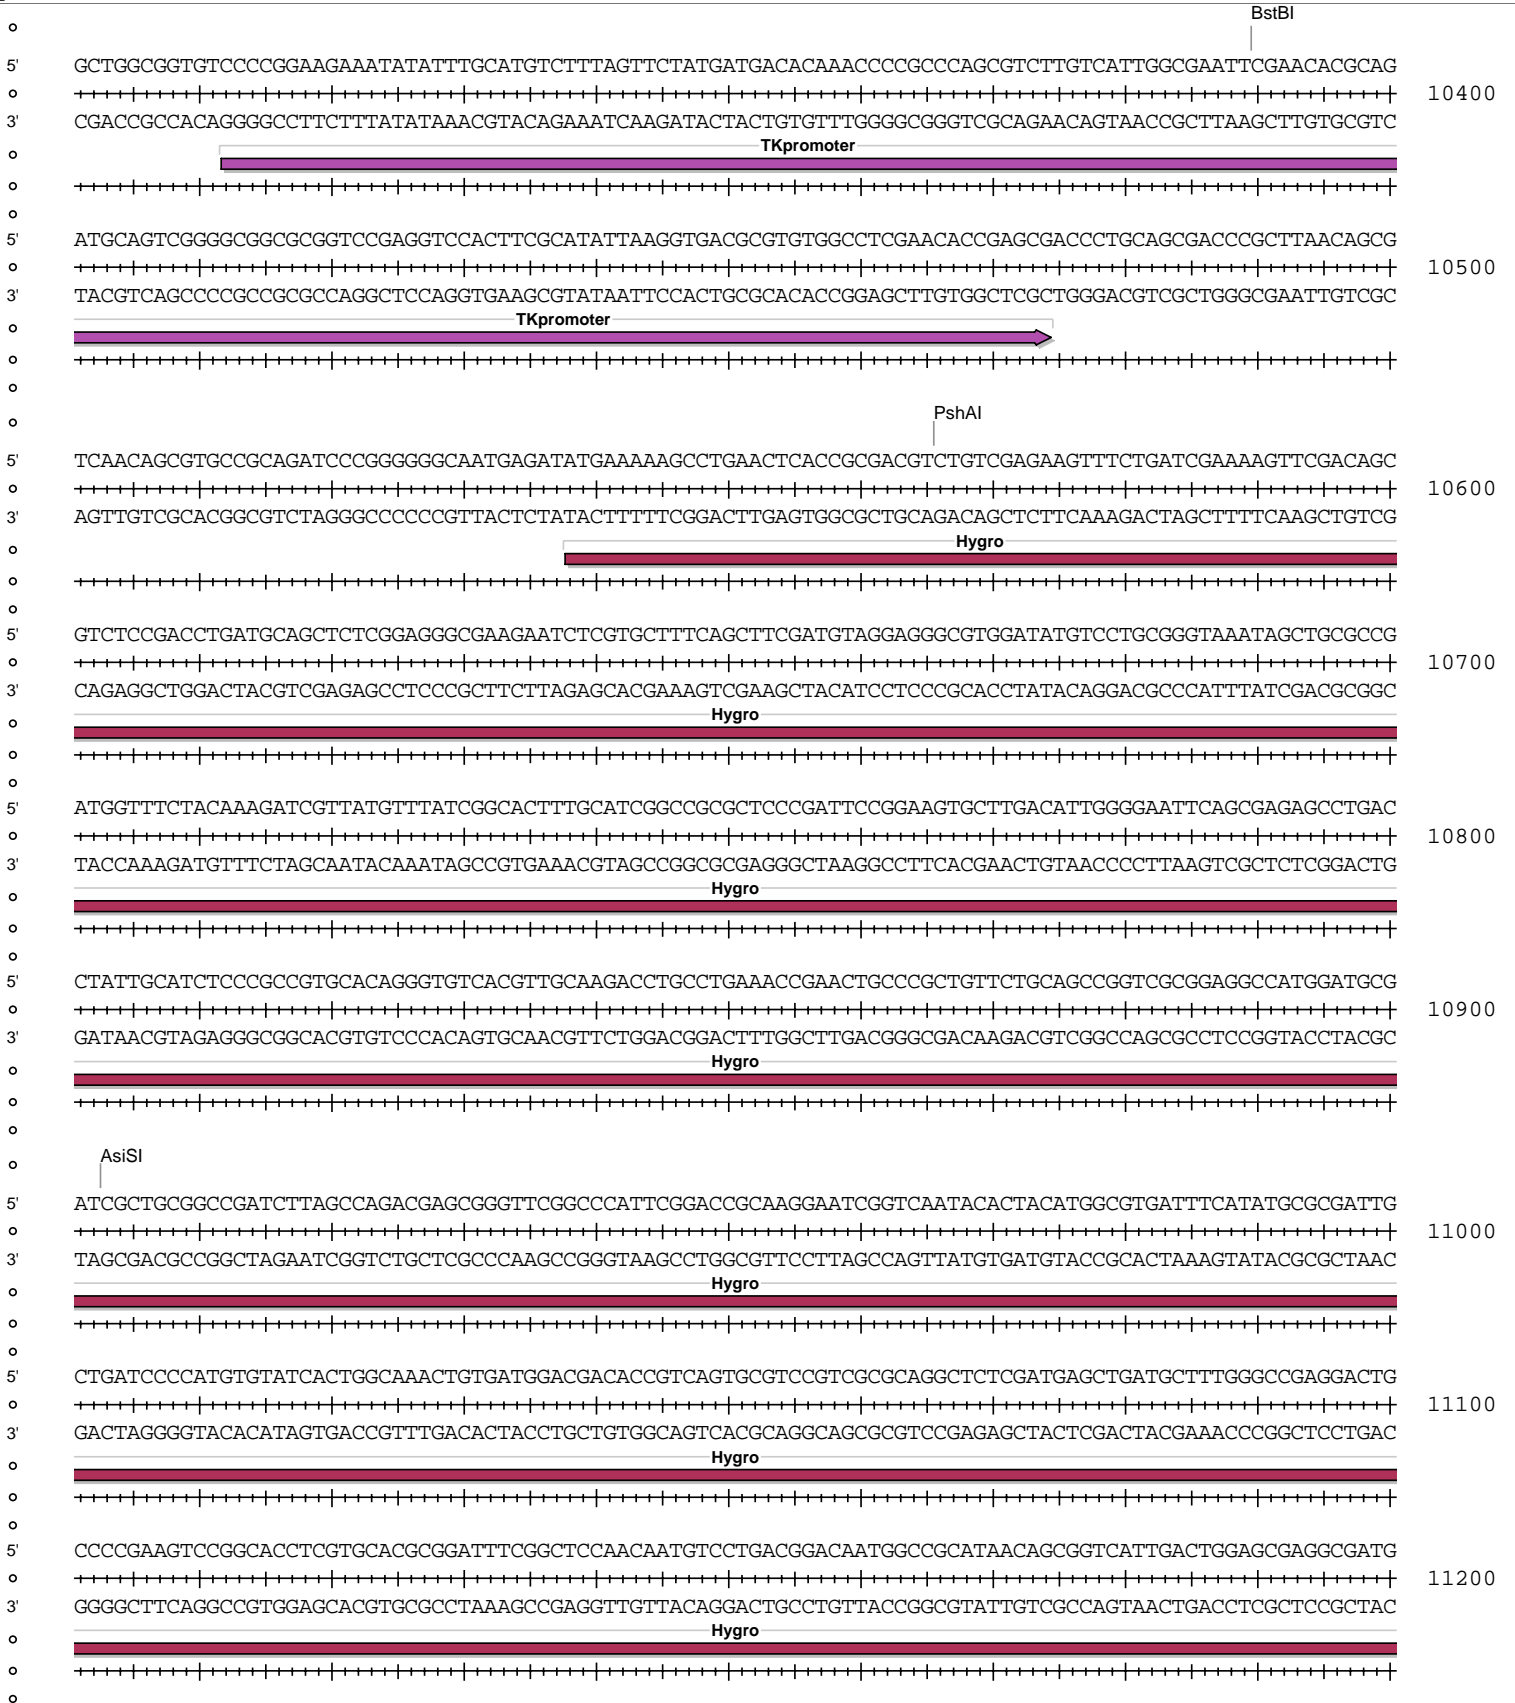 BstBI
5' GCTGGCGGTGTCCCCGGAAGAAATATATTTGCATGTCTTTAGTTCTATGATGACACAAACCCCGCCCAGCGTCTTGTCATTGGCGAATTCGAACACGCAG
10400
3' CGACCGCCACAGGGGCCTTCTTTATATAAACGTACAGAAATCAAGATACTACTGTGTTTGGGGCGGGTCGCAGAACAGTAACCGCTTAAGCTTGTGCGTC
TKpromoter
5' ATGCAGTCGGGGCGGCGCGGTCCGAGGTCCACTTCGCATATTAAGGTGACGCGTGTGGCCTCGAACACCGAGCGACCCTGCAGCGACCCGCTTAACAGCG
10500
3' TACGTCAGCCCCGCCGCGCCAGGCTCCAGGTGAAGCGTATAATTCCACTGCGCACACCGGAGCTTGTGGCTCGCTGGGACGTCGCTGGGCGAATTGTCGC
TKpromoter
PshAI
5' TCAACAGCGTGCCGCAGATCCCGGGGGGCAATGAGATATGAAAAAGCCTGAACTCACCGCGACGTCTGTCGAGAAGTTTCTGATCGAAAAGTTCGACAGC
10600
3' AGTTGTCGCACGGCGTCTAGGGCCCCCCGTTACTCTATACTTTTTCGGACTTGAGTGGCGCTGCAGACAGCTCTTCAAAGACTAGCTTTTCAAGCTGTCG
Hygro
5' GTCTCCGACCTGATGCAGCTCTCGGAGGGCGAAGAATCTCGTGCTTTCAGCTTCGATGTAGGAGGGCGTGGATATGTCCTGCGGGTAAATAGCTGCGCCG
10700
3' CAGAGGCTGGACTACGTCGAGAGCCTCCCGCTTCTTAGAGCACGAAAGTCGAAGCTACATCCTCCCGCACCTATACAGGACGCCCATTTATCGACGCGGC
Hygro
5' ATGGTTTCTACAAAGATCGTTATGTTTATCGGCACTTTGCATCGGCCGCGCTCCCGATTCCGGAAGTGCTTGACATTGGGGAATTCAGCGAGAGCCTGAC
10800
3' TACCAAAGATGTTTCTAGCAATACAAATAGCCGTGAAACGTAGCCGGCGCGAGGGCTAAGGCCTTCACGAACTGTAACCCCTTAAGTCGCTCTCGGACTG
Hygro
5' CTATTGCATCTCCCGCCGTGCACAGGGTGTCACGTTGCAAGACCTGCCTGAAACCGAACTGCCCGCTGTTCTGCAGCCGGTCGCGGAGGCCATGGATGCG
10900
3' GATAACGTAGAGGGCGGCACGTGTCCCACAGTGCAACGTTCTGGACGGACTTTGGCTTGACGGGCGACAAGACGTCGGCCAGCGCCTCCGGTACCTACGC
Hygro
AsiSI
5' ATCGCTGCGGCCGATCTTAGCCAGACGAGCGGGTTCGGCCCATTCGGACCGCAAGGAATCGGTCAATACACTACATGGCGTGATTTCATATGCGCGATTG
11000
3' TAGCGACGCCGGCTAGAATCGGTCTGCTCGCCCAAGCCGGGTAAGCCTGGCGTTCCTTAGCCAGTTATGTGATGTACCGCACTAAAGTATACGCGCTAAC
Hygro
5' CTGATCCCCATGTGTATCACTGGCAAACTGTGATGGACGACACCGTCAGTGCGTCCGTCGCGCAGGCTCTCGATGAGCTGATGCTTTGGGCCGAGGACTG
11100
3' GACTAGGGGTACACATAGTGACCGTTTGACACTACCTGCTGTGGCAGTCACGCAGGCAGCGCGTCCGAGAGCTACTCGACTACGAAACCCGGCTCCTGAC
Hygro
5' CCCCGAAGTCCGGCACCTCGTGCACGCGGATTTCGGCTCCAACAATGTCCTGACGGACAATGGCCGCATAACAGCGGTCATTGACTGGAGCGAGGCGATG
11200
3' GGGGCTTCAGGCCGTGGAGCACGTGCGCCTAAAGCCGAGGTTGTTACAGGACTGCCTGTTACCGGCGTATTGTCGCCAGTAACTGACCTCGCTCCGCTAC
Hygro